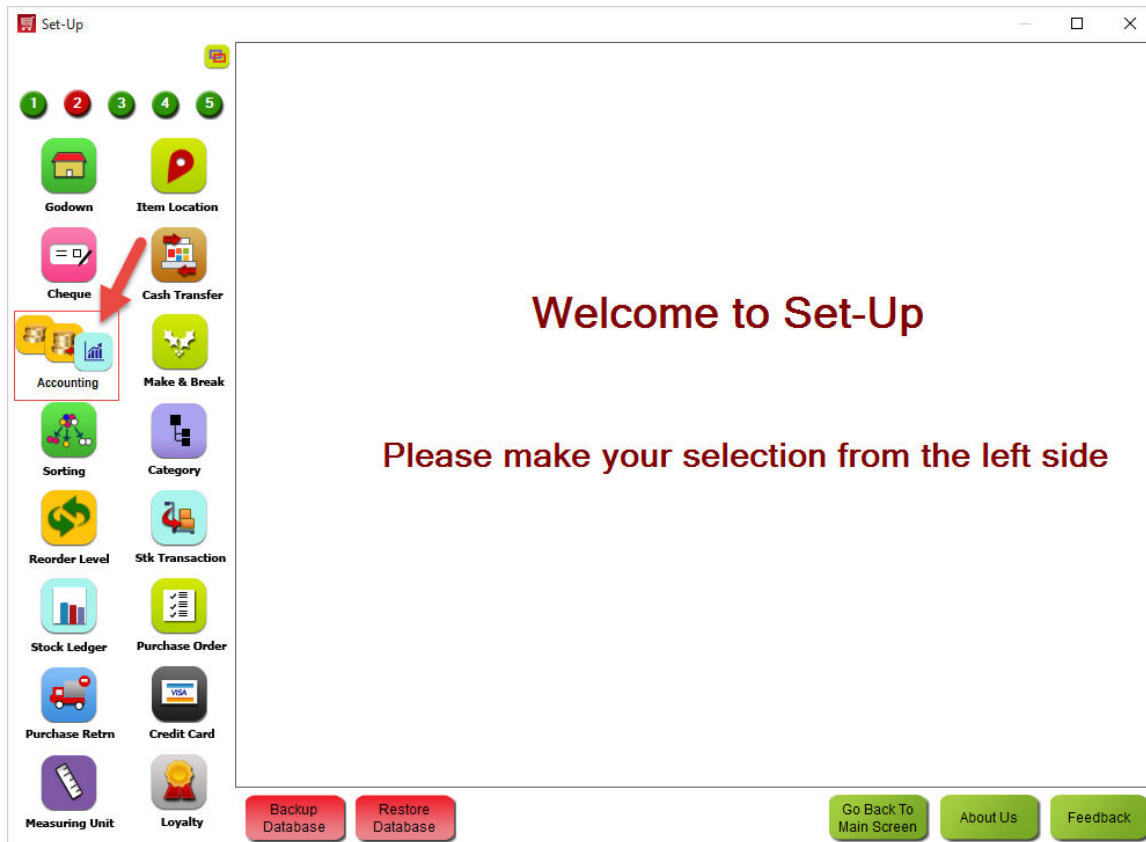 Set-Up
1 2 3 4 5
Godown Item Location
Cheque Cash Transfer
Accounting Make & Break
Sorting Category
Reorder Level Stk Transaction
Stock Ledger Purchase Order
VISA
Purchase Retrn Credit Card
Measuring Unit Loyalty
Welcome to Set-Up
Please make your selection from the left side
Backup
Database
Restore
Database
Go Back To
Main Screen
About Us
Feedback